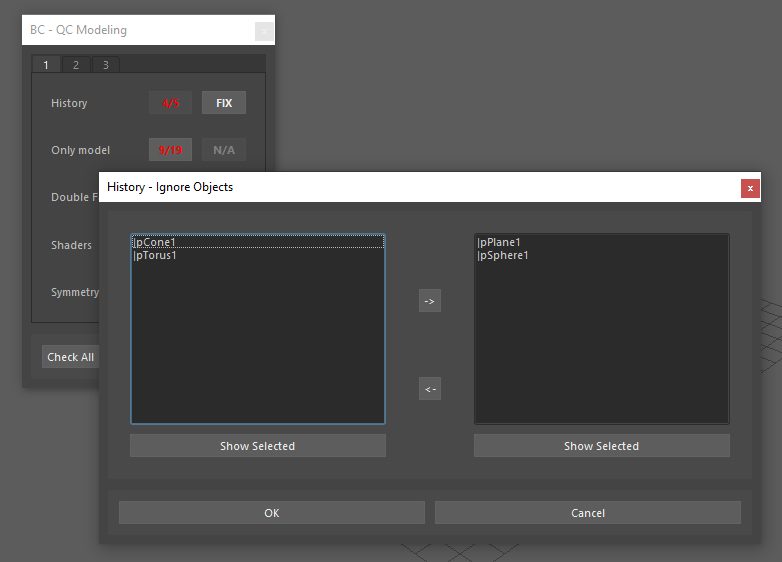 BC - QC Modeling
x
1 2 3
History 4/5 FIX
Only model 9/19 N/A
Double F
Shaders
Symmetry
Check All
History - Ignore Objects
x
|pCone1
|pTorus1
->
<-
|pPlane1
|pSphere1
Show Selected
Show Selected
OK
Cancel